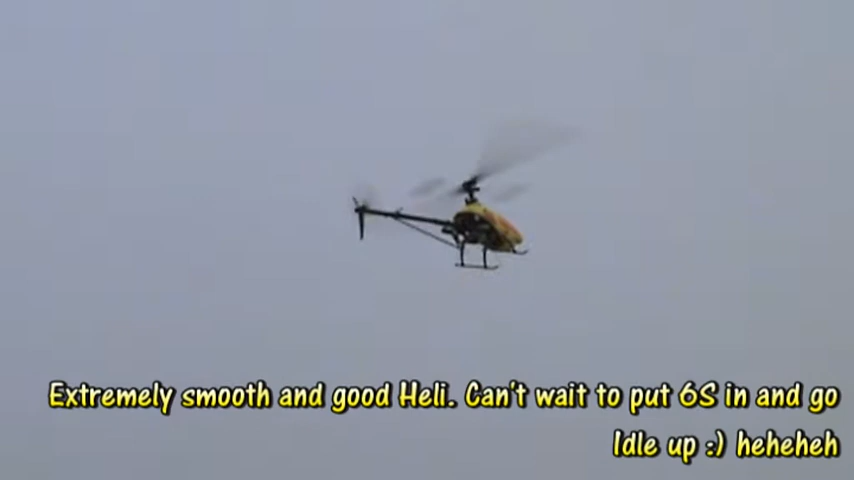 Extremely smooth and good Heli. Can't wait to put 6S in and go
Idle up :) heheheh